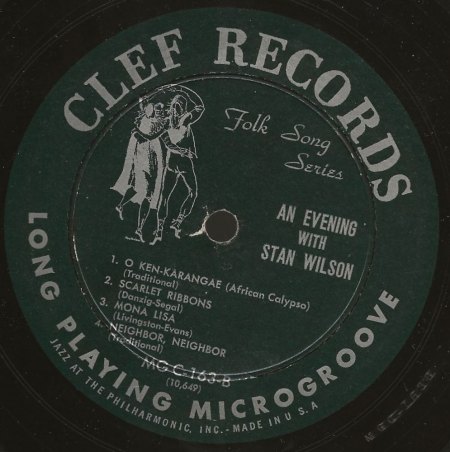 CLEF RECORDS
Folk Song
Series
AN EVENING
WITH
STAN WILSON
1. O KEN-KARANGAE (African Calypso)
(Traditional)
2. SCARLET RIBBONS
(Danzig-Segal)
3. MONA LISA
(Livingston-Evans)
4. NEIGHBOR, NEIGHBOR
(Traditional)
MG C-163-B
(10,649)
LONG PLAYING MICROGROOVE
JAZZ AT THE PHILHARMONIC, INC. - MADE IN U S A